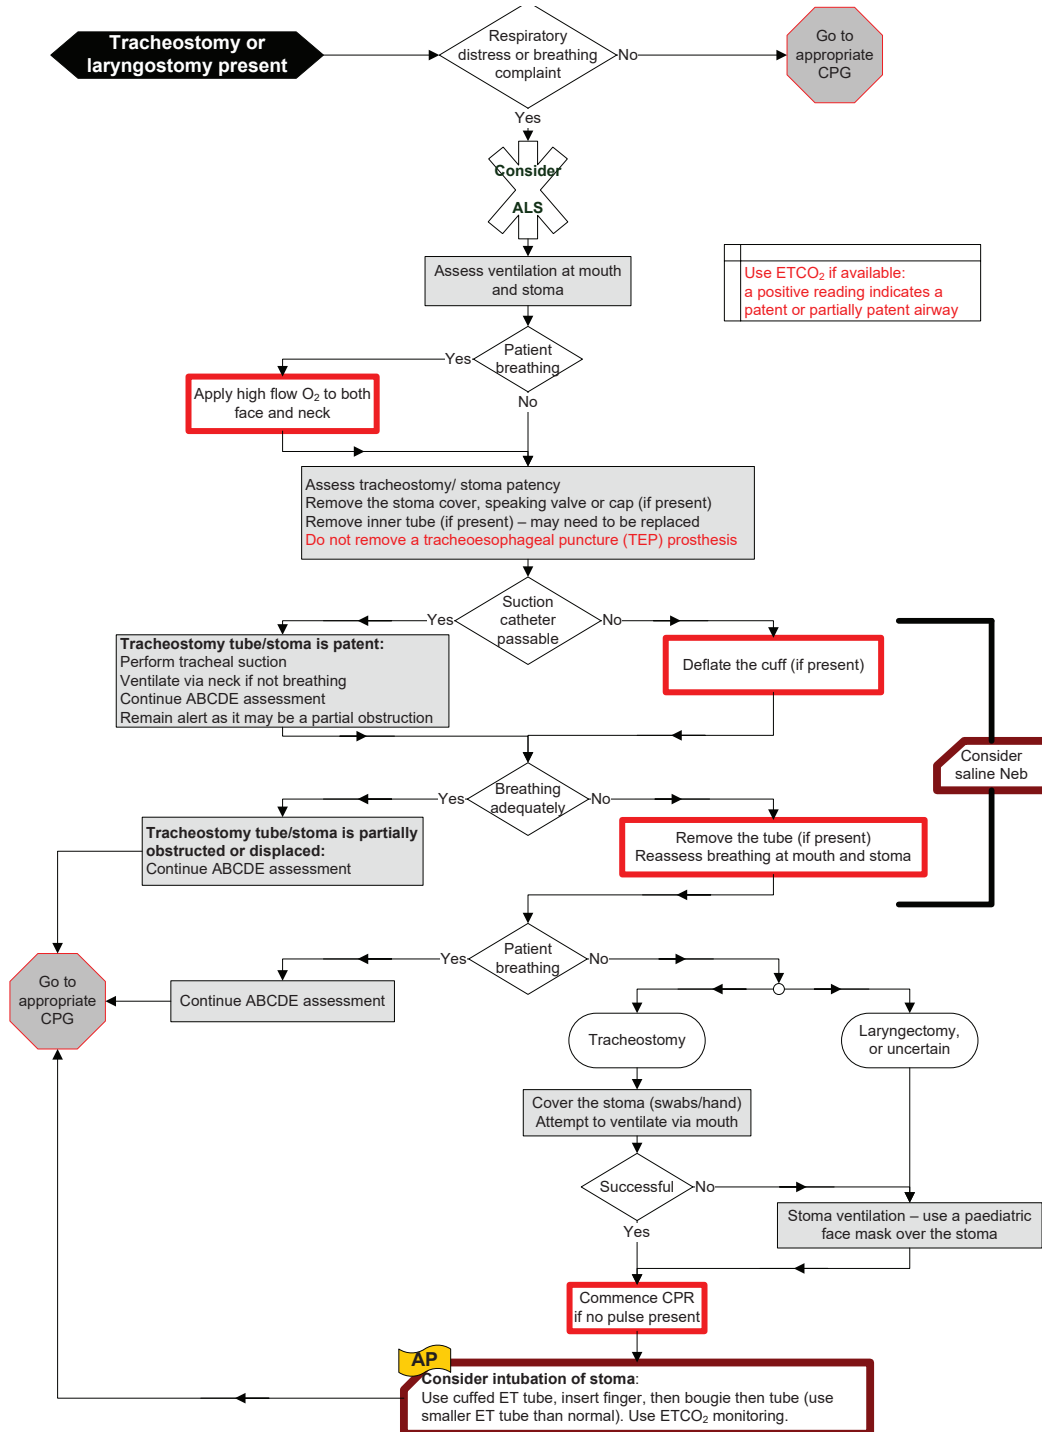 Tracheostomy or
laryngostomy present
Respiratory
distress or breathing
complaint
No
Go to
appropriate
CPG
Yes
Consider
ALS
Assess ventilation at mouth
and stoma
Use ETCO2 if available:
a positive reading indicates a
patent or partially patent airway
Patient
breathing
Yes
No
Apply high flow O2 to both
face and neck
Assess tracheostomy/ stoma patency
Remove the stoma cover, speaking valve or cap (if present)
Remove inner tube (if present) – may need to be replaced
Do not remove a tracheoesophageal puncture (TEP) prosthesis
Suction
catheter
passable
Yes
No
Tracheostomy tube/stoma is patent:
Perform tracheal suction
Ventilate via neck if not breathing
Continue ABCDE assessment
Remain alert as it may be a partial obstruction
Deflate the cuff (if present)
Consider
saline Neb
Breathing
adequately
Yes
No
Tracheostomy tube/stoma is partially
obstructed or displaced:
Continue ABCDE assessment
Remove the tube (if present)
Reassess breathing at mouth and stoma
Patient
breathing
Yes
No
Go to
appropriate
CPG
Continue ABCDE assessment
Tracheostomy
Laryngectomy,
or uncertain
Cover the stoma (swabs/hand)
Attempt to ventilate via mouth
Successful
No
Yes
Stoma ventilation – use a paediatric
face mask over the stoma
Commence CPR
if no pulse present
AP
Consider intubation of stoma:
Use cuffed ET tube, insert finger, then bougie then tube (use
smaller ET tube than normal). Use ETCO2 monitoring.